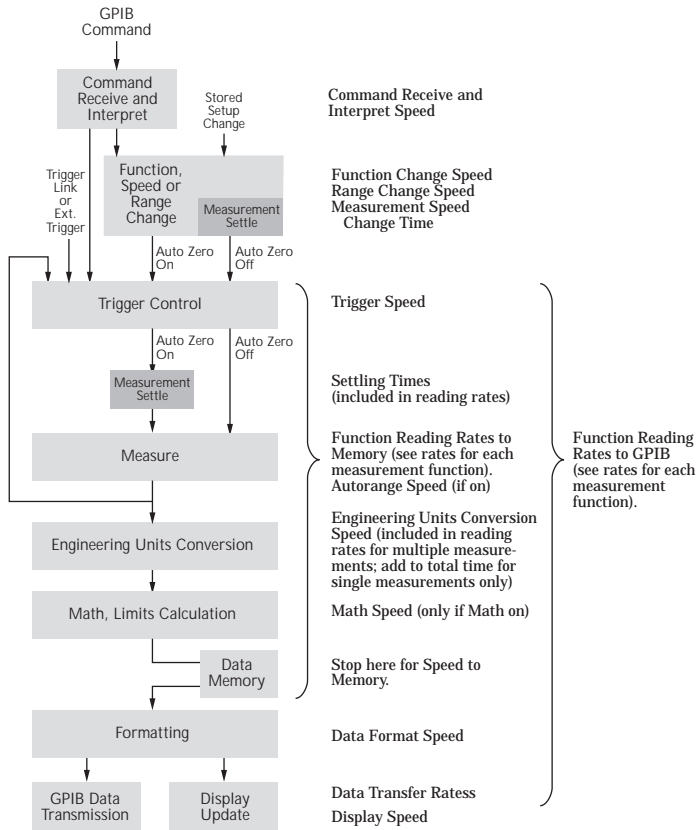 GPIB
Command
Command
Receive and
Interpret
Stored
Setup
Change
Command Receive and
Interpret Speed
Trigger
Link
or
Ext.
Trigger
Function,
Speed or
Range
Change
Measurement
Settle
Function Change Speed
Range Change Speed
Measurement Speed
Change Time
Auto Zero
On
Auto Zero
Off
Trigger Control
Trigger Speed
Auto Zero
On
Auto Zero
Off
Measurement
Settle
Settling Times
(included in reading rates)
Measure
Function Reading Rates to
Memory (see rates for each
measurement function).
Autorange Speed (if on)
Function Reading
Rates to GPIB
(see rates for each
measurement
function).
Engineering Units Conversion
Engineering Units Conversion
Speed (included in reading
rates for multiple measure-
ments; add to total time for
single measurements only)
Math, Limits Calculation
Math Speed (only if Math on)
Data
Memory
Stop here for Speed to
Memory.
Formatting
Data Format Speed
GPIB Data
Transmission
Display
Update
Data Transfer Ratess
Display Speed